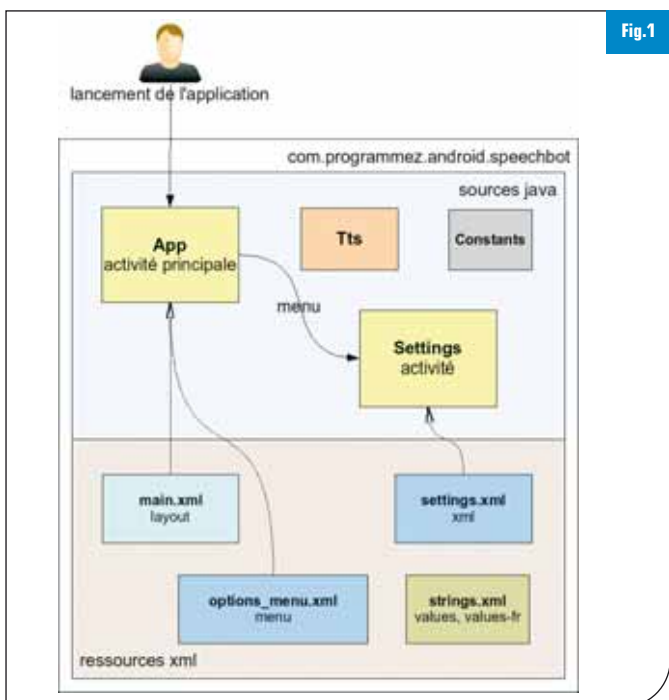 Fig.1
lancement de l'application
com.programmez.android.speechbot
sources java
App
activité principale
Tts
Constants
menu
Settings
activité
main.xml
layout
settings.xml
xml
options_menu.xml
menu
strings.xml
values, values-fr
ressources xml